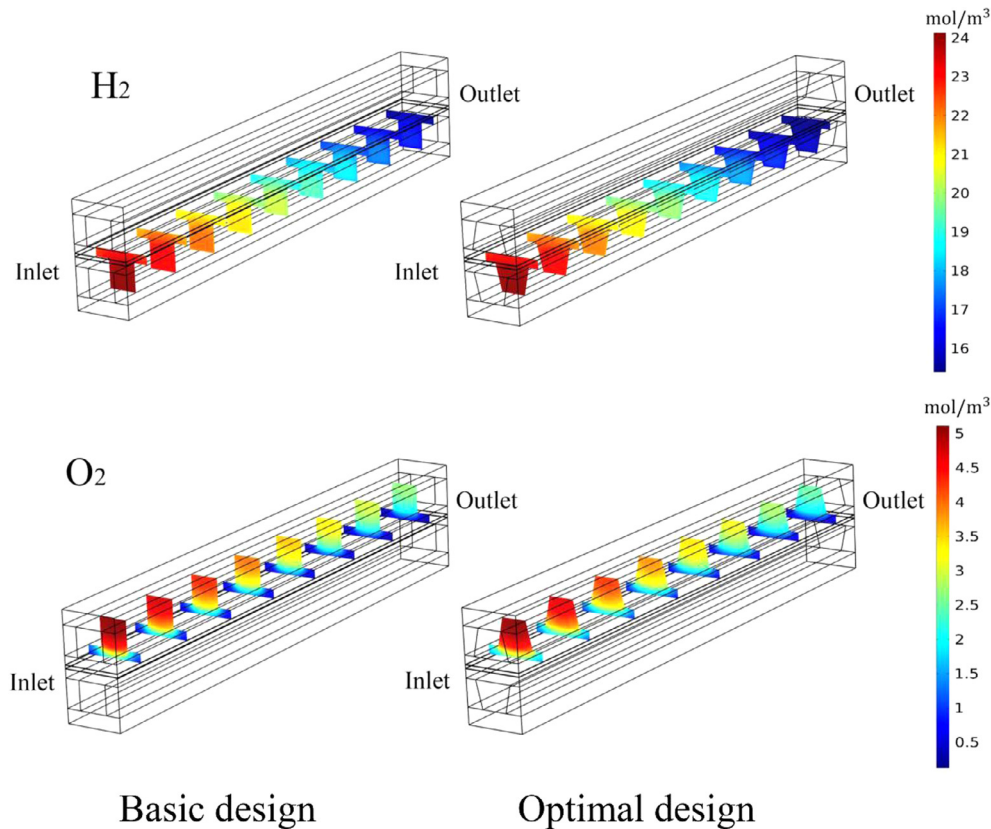 mol/m³
H₂
Outlet
Outlet
Inlet
Inlet
24
23
22
21
20
19
18
17
16
mol/m³
O₂
Outlet
Outlet
Inlet
Inlet
5
4.5
4
3.5
3
2.5
2
1.5
1
0.5
Basic design
Optimal design